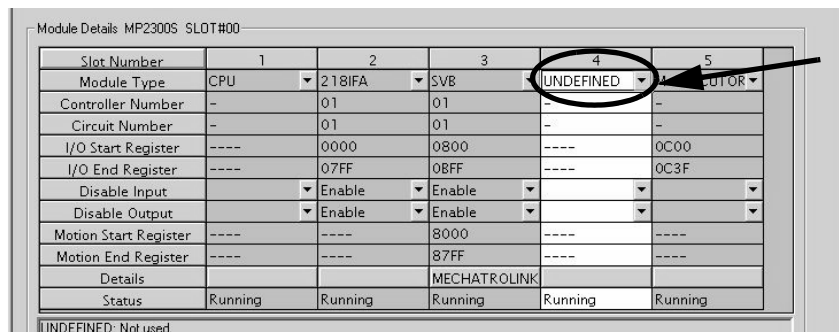 Module Details MP2300S SLOT#00
Slot Number 1 2 3 4 5
Module Type CPU 218IFA SVB UNDEFINED
Controller Number - 01 01 - -
Circuit Number - 01 01 - -
I/O Start Register ---- 0000 0800 ---- 0C00
I/O End Register ---- 07FF 0BFF ---- 0C3F
Disable Input Enable Enable
Disable Output Enable Enable
Motion Start Register ---- ---- 8000 ---- ----
Motion End Register ---- ---- 87FF ---- ----
Details MECHATROLINK
Status Running Running Running Running Running
UNDEFINED: Not used